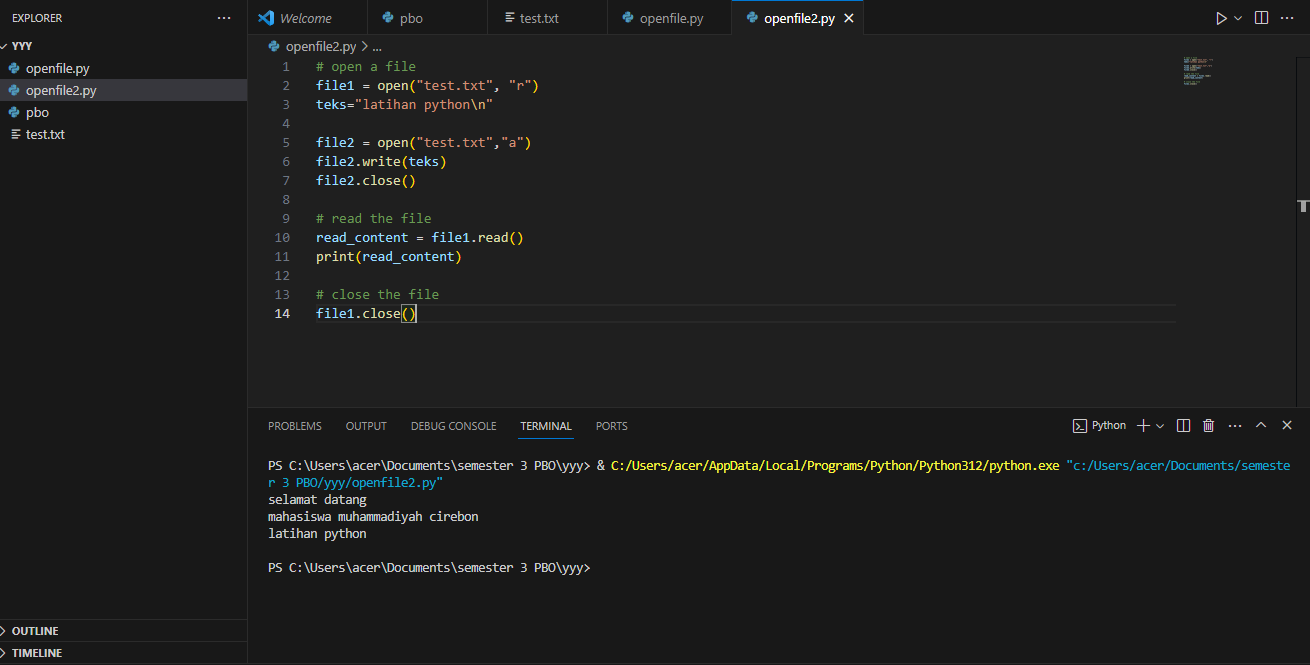 EXPLORER ...
Welcome pbo test.txt openfile.py openfile2.py
YYY
openfile.py
openfile2.py
pbo
test.txt
openfile2.py > ...
1 # open a file
2 file1 = open("test.txt", "r")
3 teks="latihan python\n"
4
5 file2 = open("test.txt","a")
6 file2.write(teks)
7 file2.close()
8
9 # read the file
10 read_content = file1.read()
11 print(read_content)
12
13 # close the file
14 file1.close()
PROBLEMS OUTPUT DEBUG CONSOLE TERMINAL PORTS Python
PS C:\Users\acer\Documents\semester 3 PBO\yyy> & C:/Users/acer/AppData/Local/Programs/Python/Python312/python.exe "c:/Users/acer/Documents/semeste
r 3 PBO/yyy/openfile2.py"
selamat datang
mahasiswa muhammadiyah cirebon
latihan python
PS C:\Users\acer\Documents\semester 3 PBO\yyy>
OUTLINE
TIMELINE